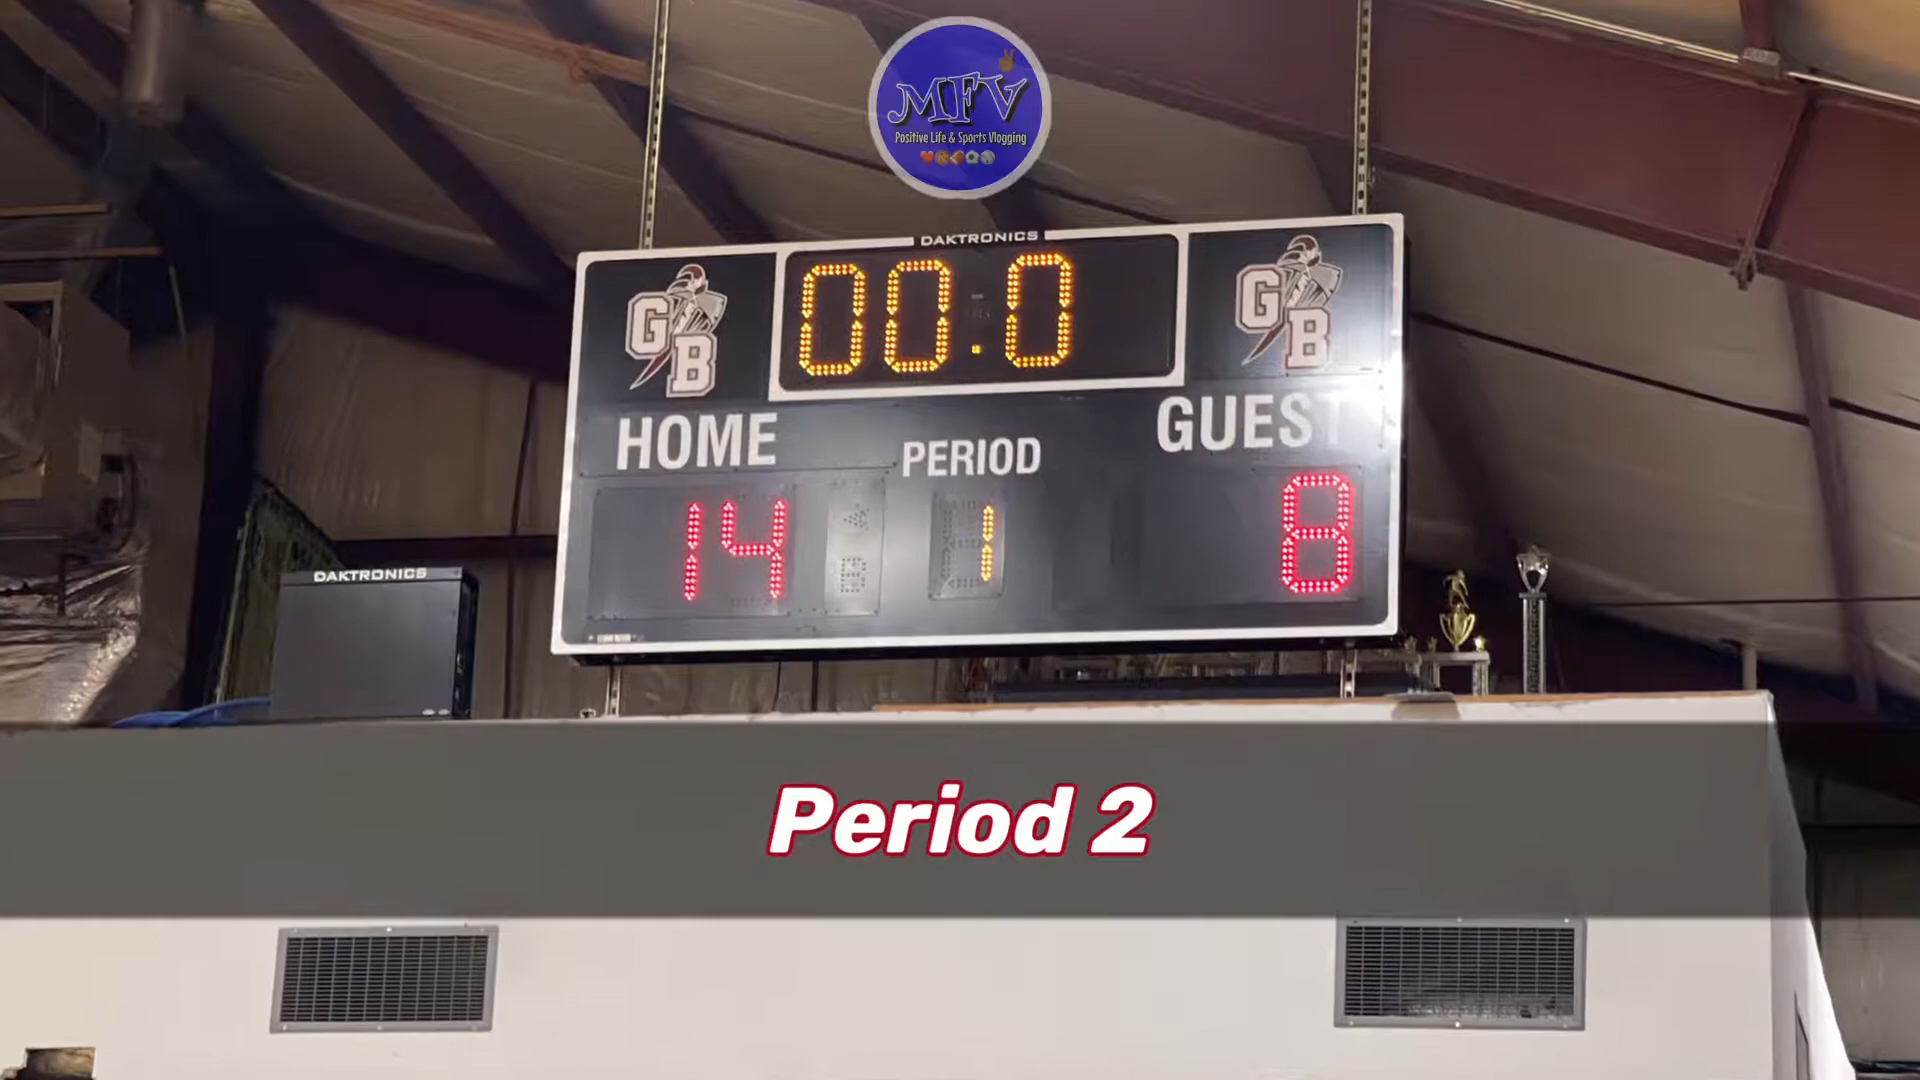 MFV
Positive Life & Sports Vlogging
DAKTRONICS
GB
00.0
GB
HOME
PERIOD
GUEST
14
1
8
DAKTRONICS
Period 2